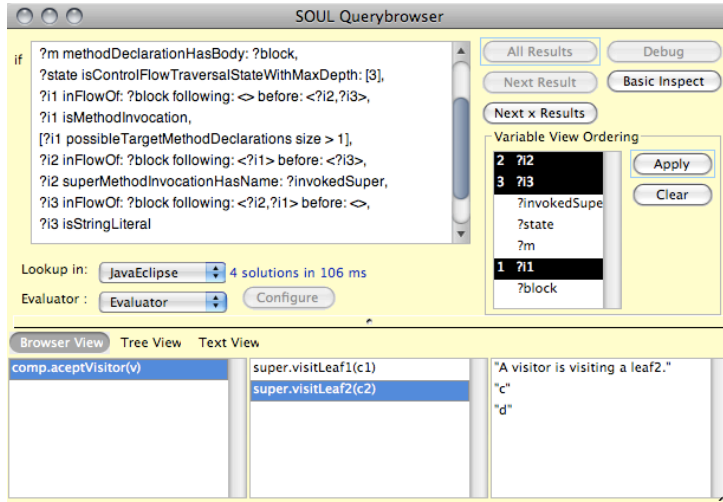 SOUL Querybrowser
if
?m methodDeclarationHasBody: ?block,
?state isControlFlowTraversalStateWithMaxDepth: [3],
?i1 inFlowOf: ?block following: <> before: <?i2,?i3>,
?i1 isMethodInvocation,
[?i1 possibleTargetMethodDeclarations size > 1],
?i2 inFlowOf: ?block following: <?i1> before: <?i3>,
?i2 superMethodInvocationHasName: ?invokedSuper,
?i3 inFlowOf: ?block following: <?i2,?i1> before: <>,
?i3 isStringLiteral
All Results
Debug
Next Result
Basic Inspect
Next x Results
Variable View Ordering
2 ?i2
3 ?i3
?invokedSupe
?state
?m
1 ?i1
?block
Apply
Clear
Lookup in:
JavaEclipse
4 solutions in 106 ms
Evaluator :
Evaluator
Configure
Browser View
Tree View
Text View
comp.aceptVisitor(v)
super.visitLeaf1(c1)
super.visitLeaf2(c2)
"A visitor is visiting a leaf2."
"c"
"d"